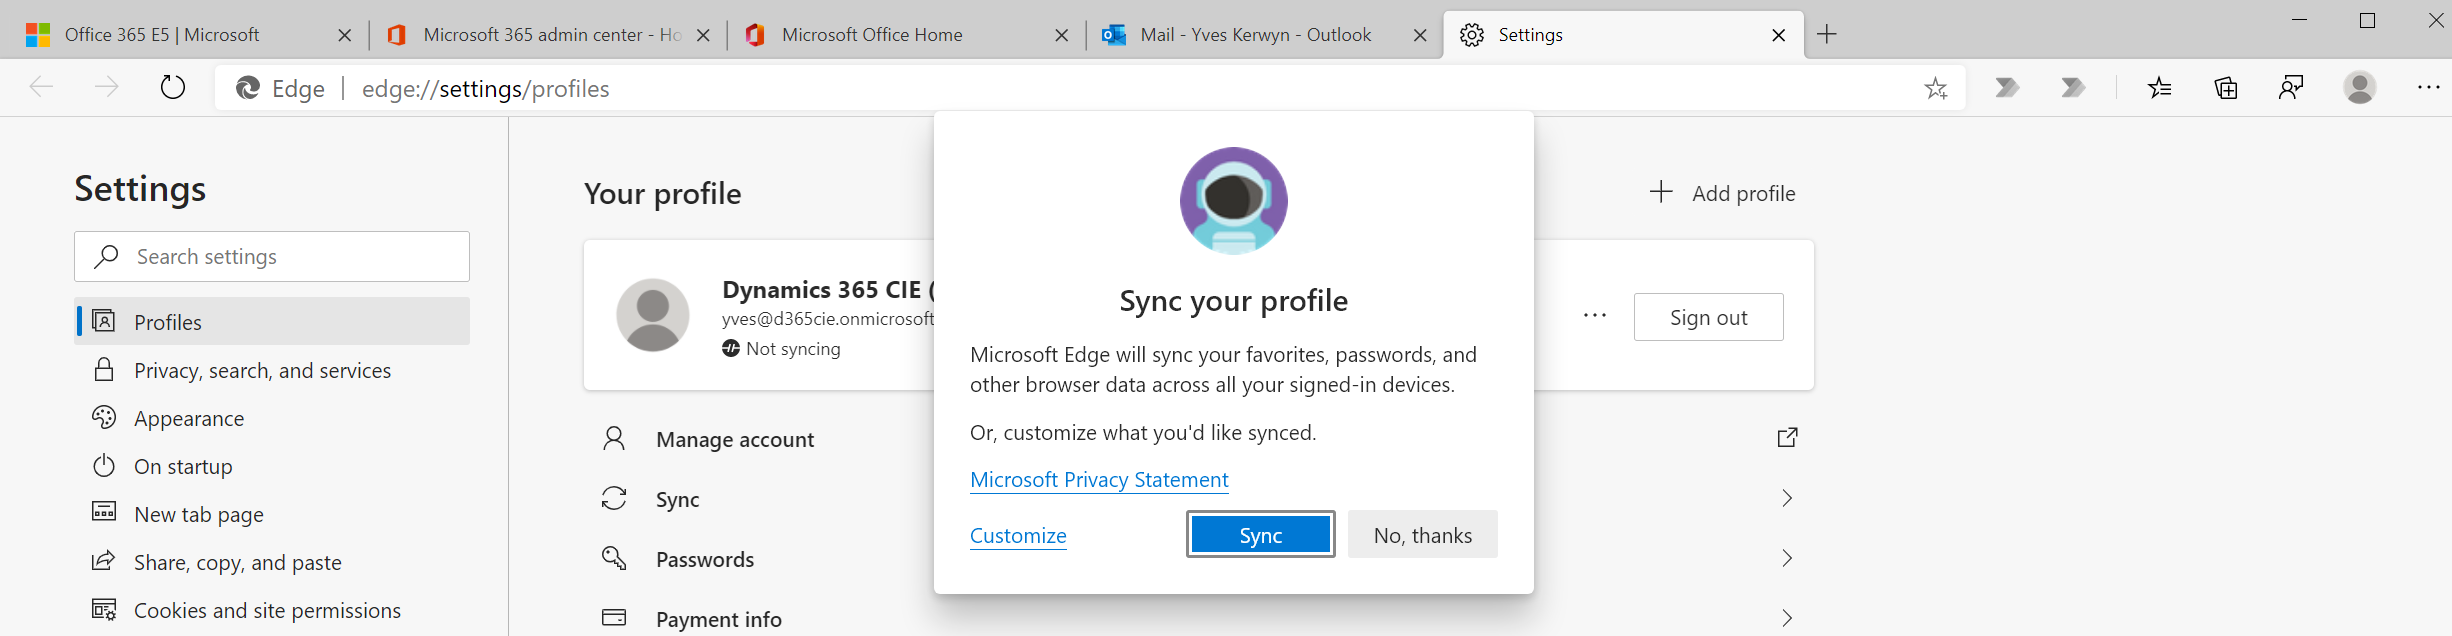 Office 365 E5 | Microsoft
Microsoft 365 admin center - Ho
Microsoft Office Home
Mail - Yves Kerwyn - Outlook
Settings
Edge
edge://settings/profiles
Settings
Search settings
Profiles
Privacy, search, and services
Appearance
On startup
New tab page
Share, copy, and paste
Cookies and site permissions
Your profile
Add profile
Dynamics 365 CIE (
yves@d365cie.onmicrosoft
Not syncing
Sign out
Manage account
Sync
Passwords
Payment info
Sync your profile
Microsoft Edge will sync your favorites, passwords, and
other browser data across all your signed-in devices.
Or, customize what you'd like synced.
Microsoft Privacy Statement
Customize
Sync
No, thanks